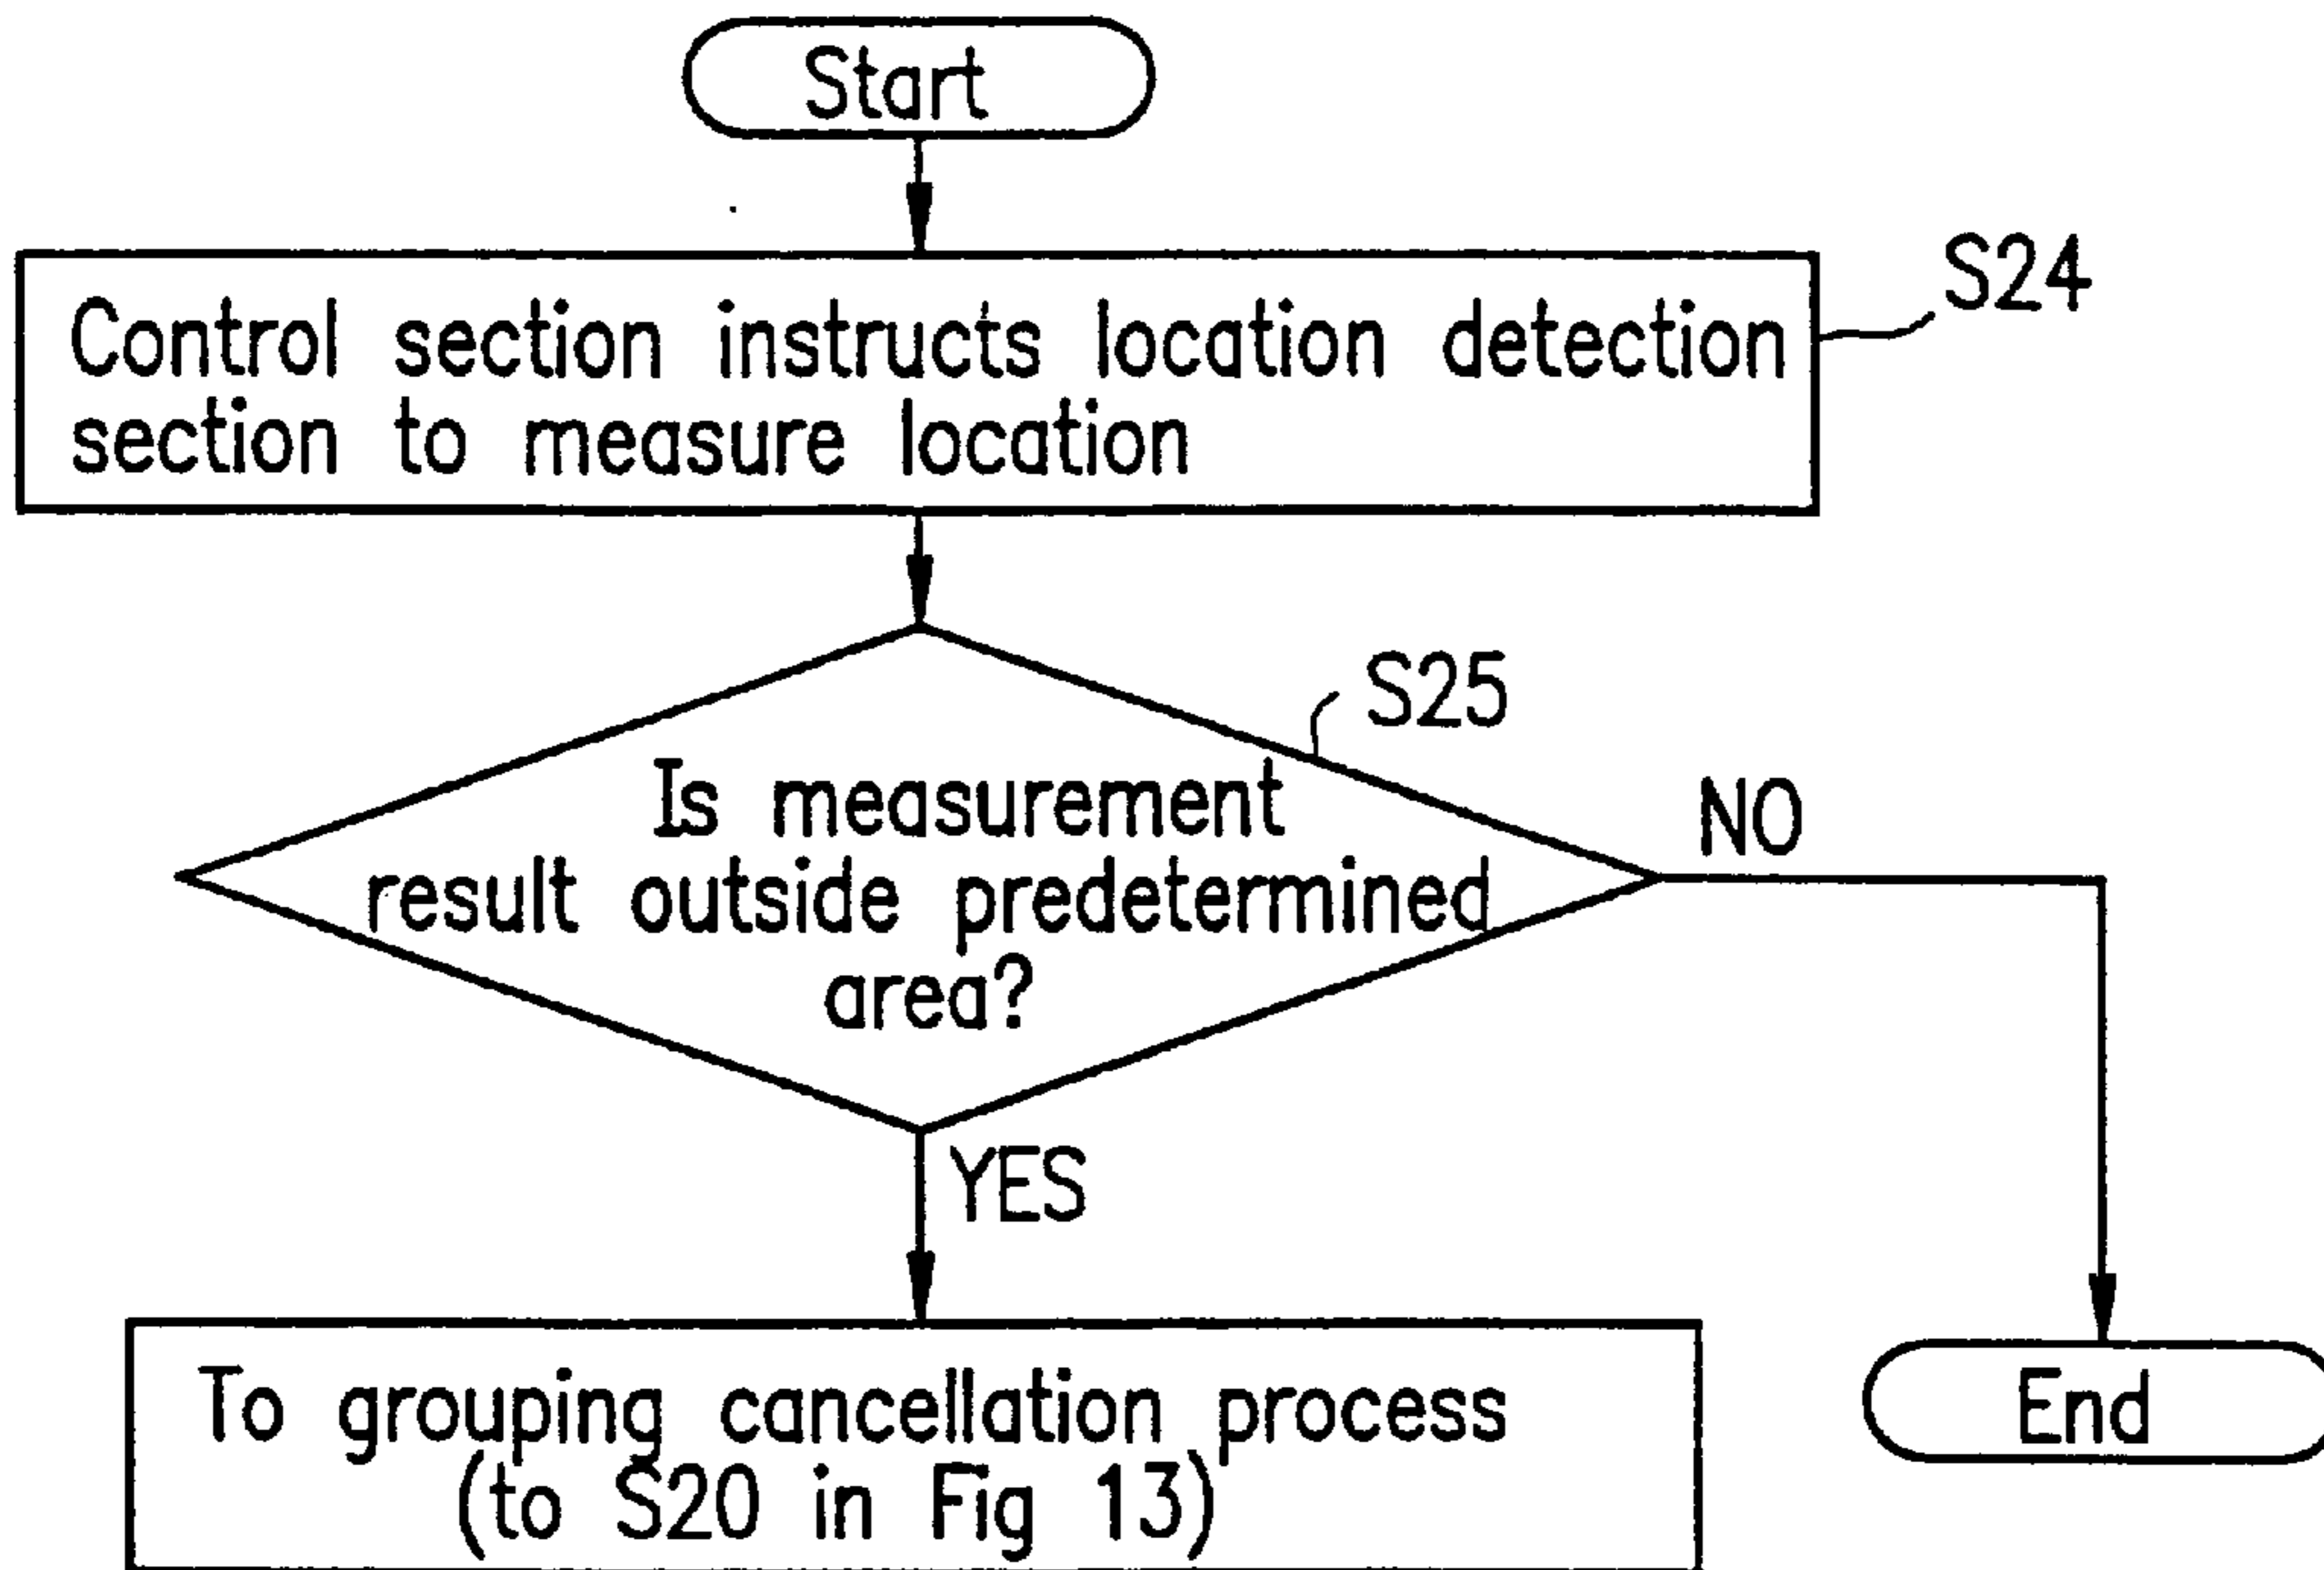 Start
S24
Control section instructs location detection
section to measure location
S25
Is measurement
result outside predetermined
area?
NO
YES
To grouping cancellation process
(to S20 in Fig 13)
End